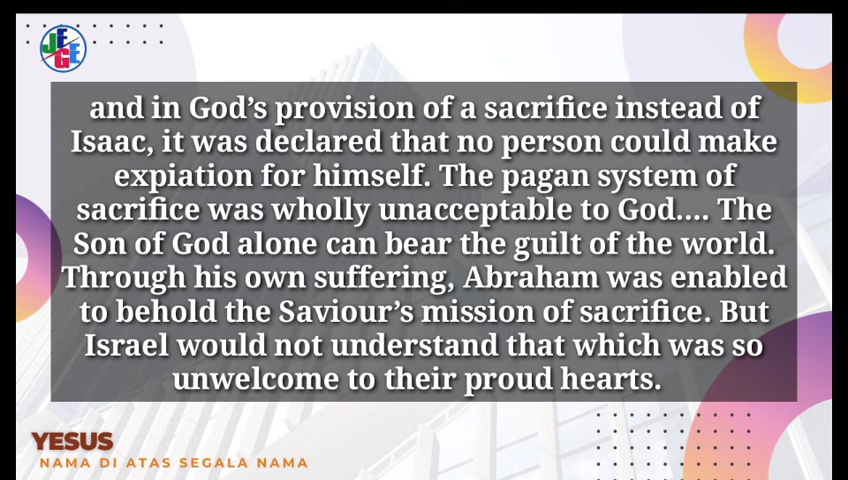 JEGE
and in God's provision of a sacrifice instead of
Isaac, it was declared that no person could make
expiation for himself. The pagan system of
sacrifice was wholly unacceptable to God.... The
Son of God alone can bear the guilt of the world.
Through his own suffering, Abraham was enabled
to behold the Saviour's mission of sacrifice. But
Israel would not understand that which was so
unwelcome to their proud hearts.
YESUS
NAMA DI ATAS SEGALA NAMA